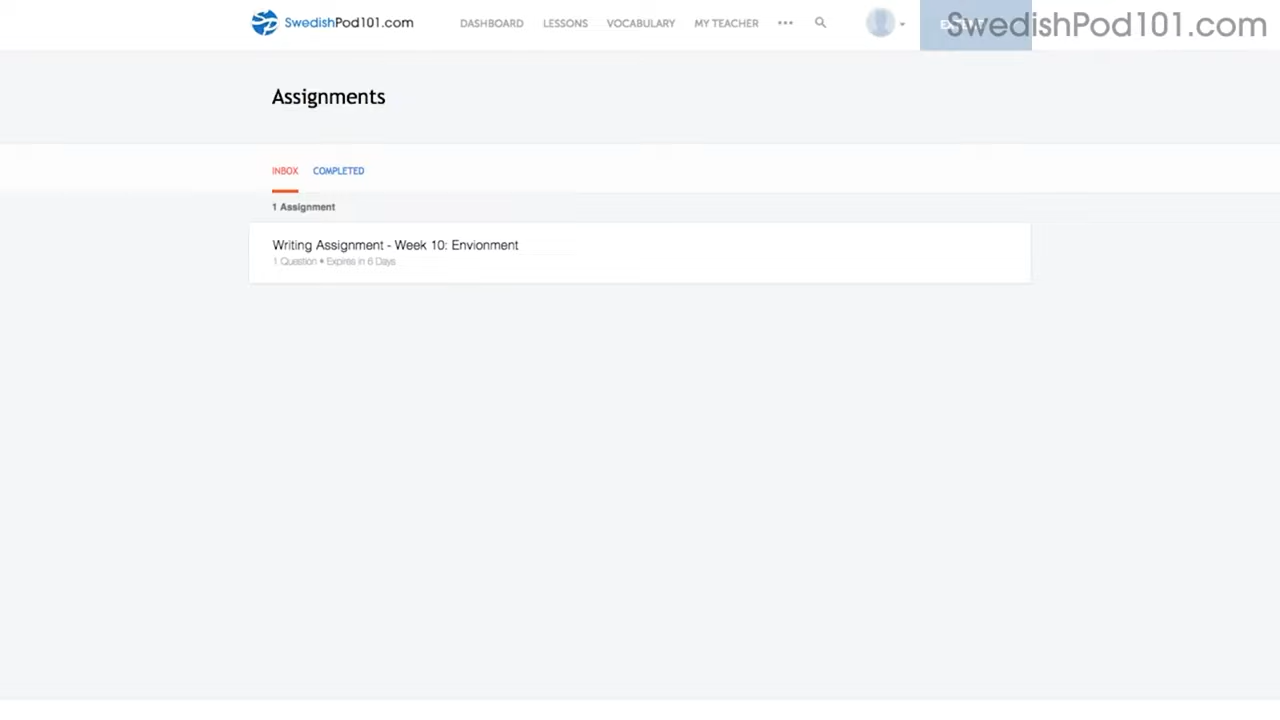 SwedishPod101.com
DASHBOARD
LESSONS
VOCABULARY
MY TEACHER
SwedishPod101.com
Assignments
INBOX
COMPLETED
1 Assignment
Writing Assignment - Week 10: Envionment
1 Question • Expires in 6 Days